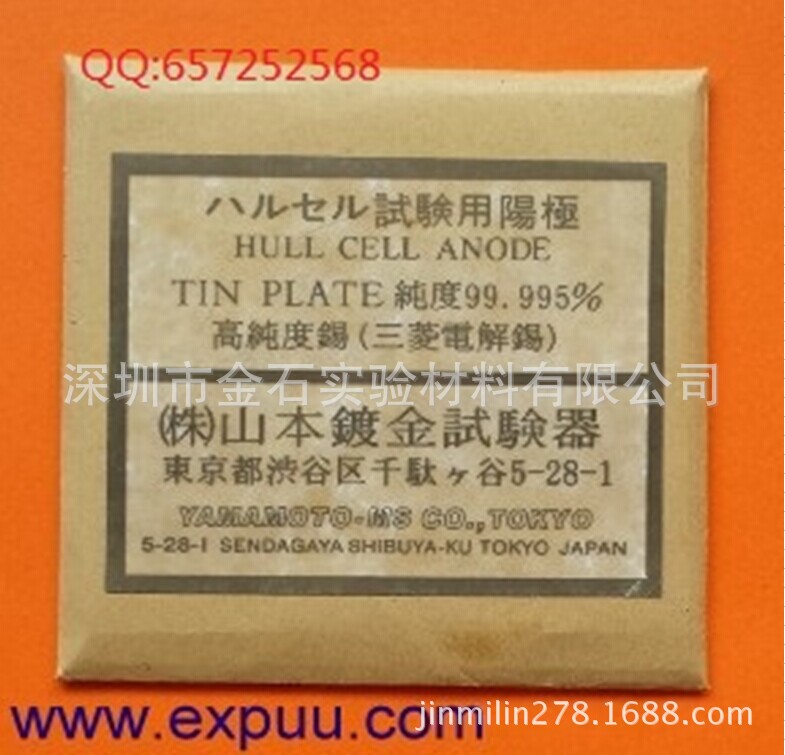 QQ:657252568
ハルセル試験用陽極
HULL CELL ANODE
TIN PLATE 純度99.995%
高純度錫(三菱電解錫)
深圳市金石实验材料有限公司
(株)山本鍍金試験器
東京都渋谷区千駄ヶ谷5-28-1
YAMAMOTO-MS CO., TOKYO
5-28-1 SENDAGAYA SHIBUYA-KU TOKYO JAPAN
www.expuu.com
jinmilin278.1688.com